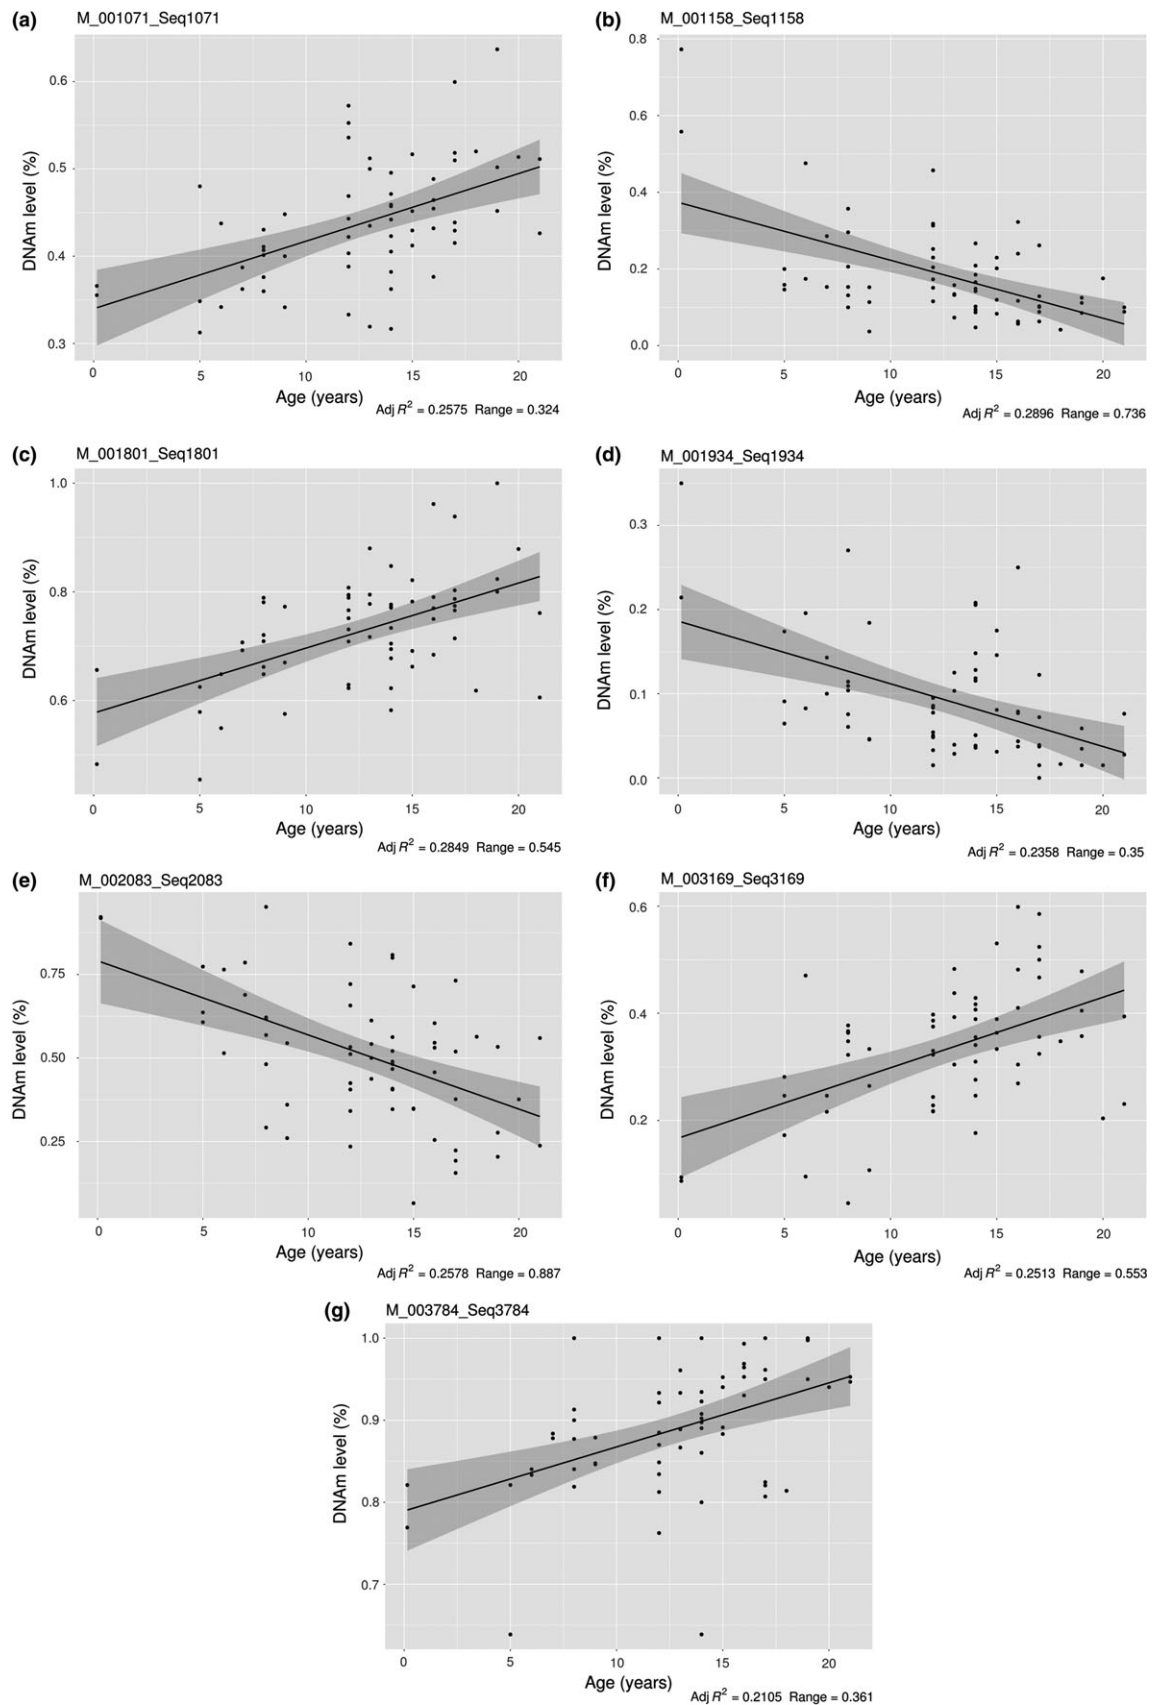 (a) M_001071_Seq1071
DNAm level (%)
0.6
0.5
0.4
0.3
0 5 10 15 20
Age (years)
Adj R² = 0.2575 Range = 0.324
(b) M_001158_Seq1158
DNAm level (%)
0.8
0.6
0.4
0.2
0.0
0 5 10 15 20
Age (years)
Adj R² = 0.2896 Range = 0.736
(c) M_001801_Seq1801
DNAm level (%)
1.0
0.8
0.6
0 5 10 15 20
Age (years)
Adj R² = 0.2849 Range = 0.545
(d) M_001934_Seq1934
DNAm level (%)
0.3
0.2
0.1
0.0
0 5 10 15 20
Age (years)
Adj R² = 0.2358 Range = 0.35
(e) M_002083_Seq2083
DNAm level (%)
0.75
0.50
0.25
0 5 10 15 20
Age (years)
Adj R² = 0.2578 Range = 0.887
(f) M_003169_Seq3169
DNAm level (%)
0.6
0.4
0.2
0 5 10 15 20
Age (years)
Adj R² = 0.2513 Range = 0.553
(g) M_003784_Seq3784
DNAm level (%)
1.0
0.9
0.8
0.7
0 5 10 15 20
Age (years)
Adj R² = 0.2105 Range = 0.361